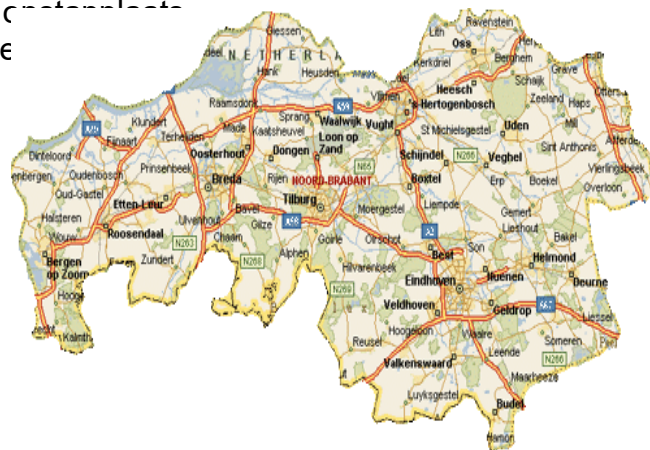 Giessen
Ravenstein
Lith
Oss
NETHERLA
Berghem
Kerkdriel
Hank
Heusden
Grave
Schaijk
Heesch
Vlijmen
Zeeland
Haps
Raamsdonk
's-Hertogenbosch
Sprang
Waalwijk
Klundert
Made
Kaatsheuvel
Vught
St Michielsgestel
Uden
Mill
Fijnaart
Terheijden
Loon op
Zand
Dongen
Oosterhout
Schijndel
N266
Veghel
Sint Anthonis
Dinteloord
Prinsenbeek
N65
Vierlingsbeek
Oudenbosch
Breda
Rijen
NOORD-BRABANT
Boxtel
Erp
Boekel
Overloon
Oud-Gastel
Etten-Leur
Tilburg
Liempde
Gemert
Halsteren
Ulvenhout
Bavel
Moergestel
Lieshout
Wouw
Roosendaal
Gilze
Chaam
Goirle
Oirschot
Son
Bakel
N263
Best
Bergen
op Zoom
Zundert
N268
Alphen
Hilvarenbeek
Helmond
Nuenen
Eindhoven
Deurne
N269
Veldhoven
Geldrop
Hoogeloon
Waalre
Liessel
Reusel
Someren
Leende
N266
Valkenswaard
Maarheeze
Luyksgestel
Budel
Hamon